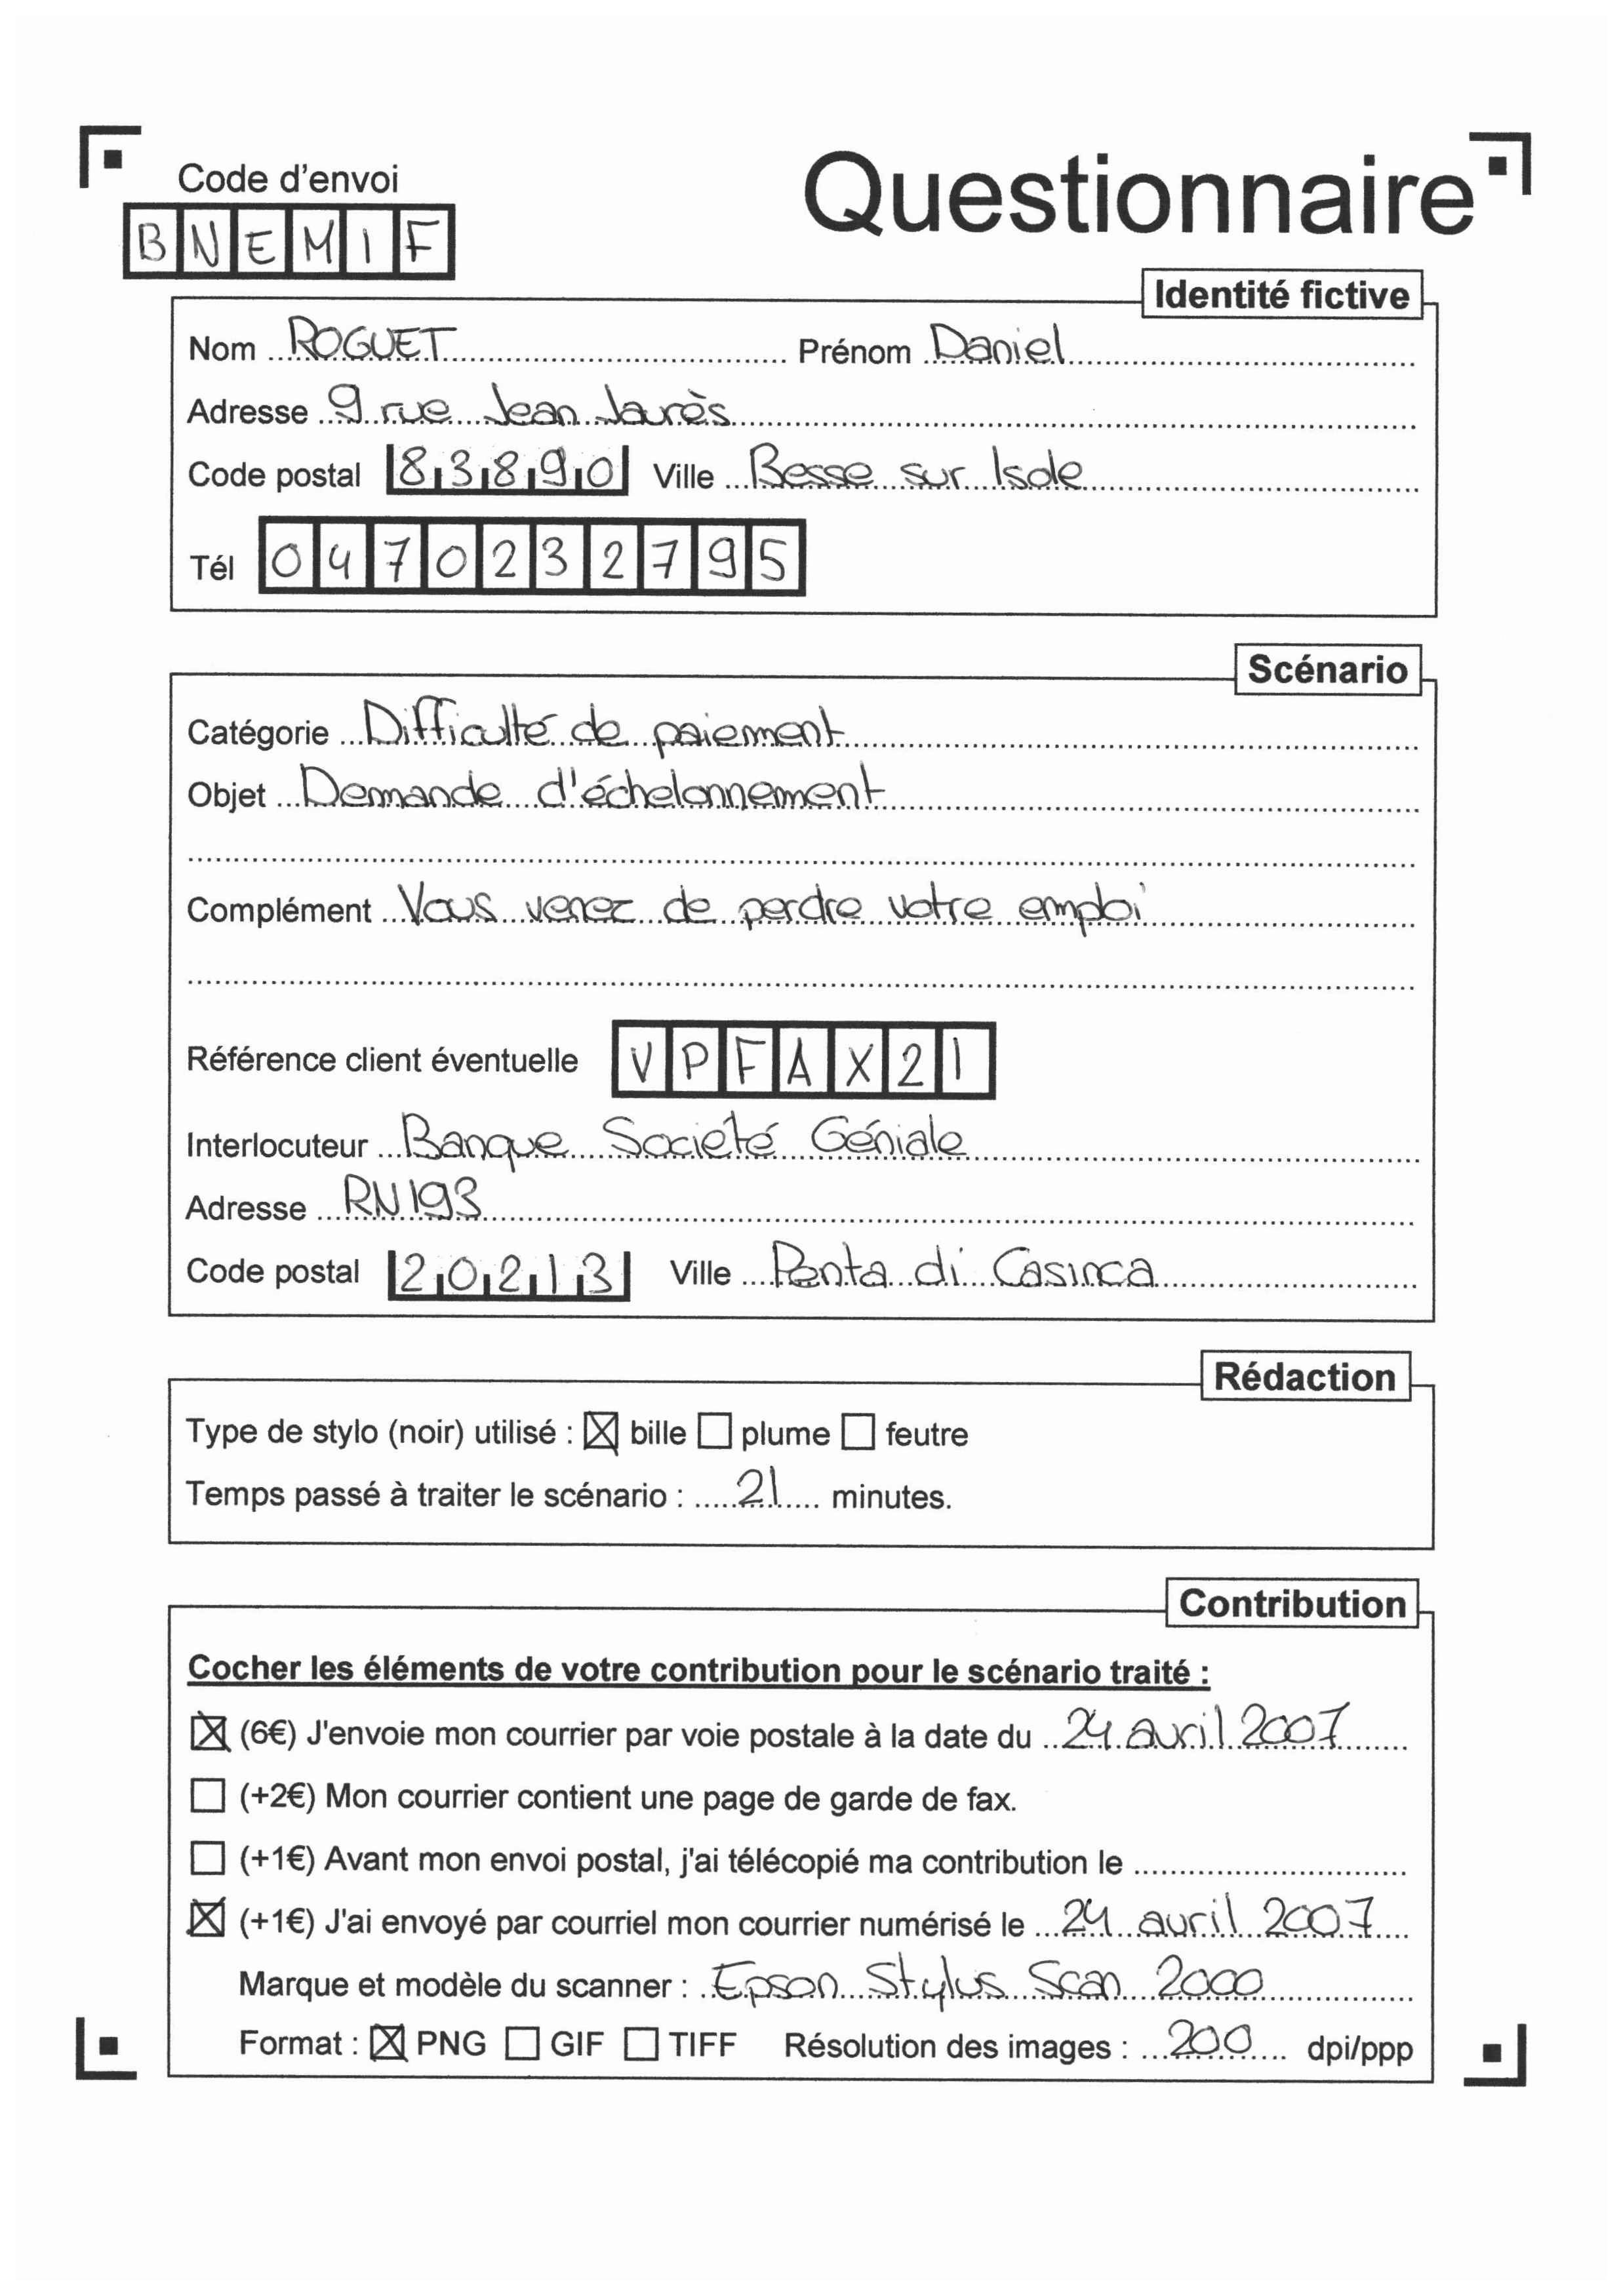 Code d'envoi
Questionnaire
BNEMIF
Identité fictive
Nom ROGUET Prénom Daniel
Adresse 9 rue Jean Jaurès
Code postal 83890 Ville Besse sur Isole
Tél 0470232795
Scénario
Catégorie Difficulté de paiement
Objet Demande d'échelonnement
Complément Vous venez de perdre votre emploi
Référence client éventuelle VPFAX21
Interlocuteur Banque Société Géniale
Adresse RN193
Code postal 20213 Ville Penta di Casinca
Rédaction
Type de stylo (noir) utilisé : ☒ bille ☐ plume ☐ feutre
Temps passé à traiter le scénario : 21 minutes.
Contribution
Cocher les éléments de votre contribution pour le scénario traité :
☒ (6€) J'envoie mon courrier par voie postale à la date du 24 avril 2007
☐ (+2€) Mon courrier contient une page de garde de fax.
☐ (+1€) Avant mon envoi postal, j'ai télécopié ma contribution le
☒ (+1€) J'ai envoyé par courriel mon courrier numérisé le 24 avril 2007
Marque et modèle du scanner : Epson Stylus Scan 2000
Format : ☒ PNG ☐ GIF ☐ TIFF Résolution des images : 200 dpi/ppp